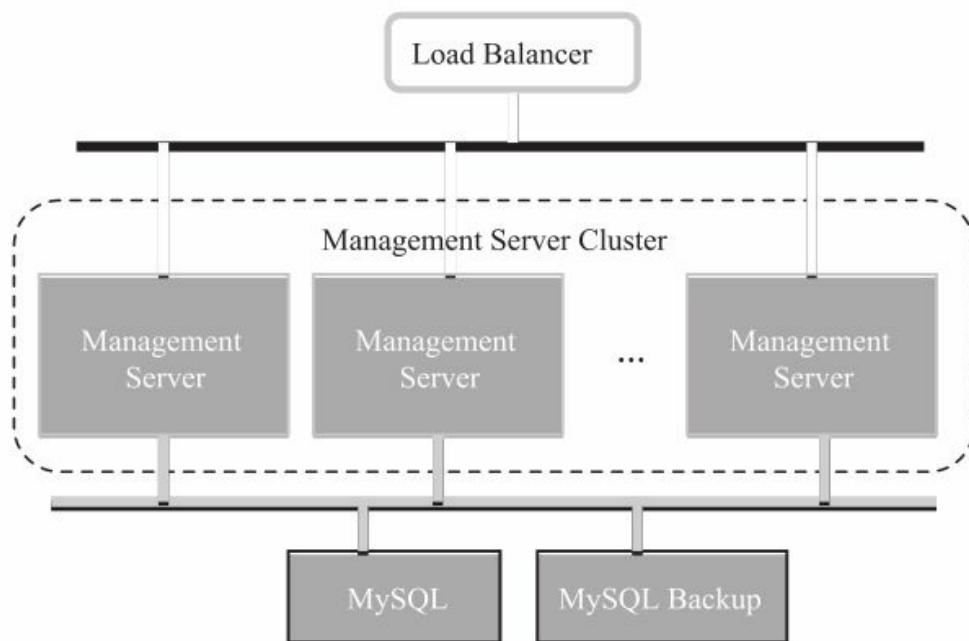 Load Balancer
Management Server Cluster
Management
Server
Management
Server
...
Management
Server
MySQL
MySQL Backup